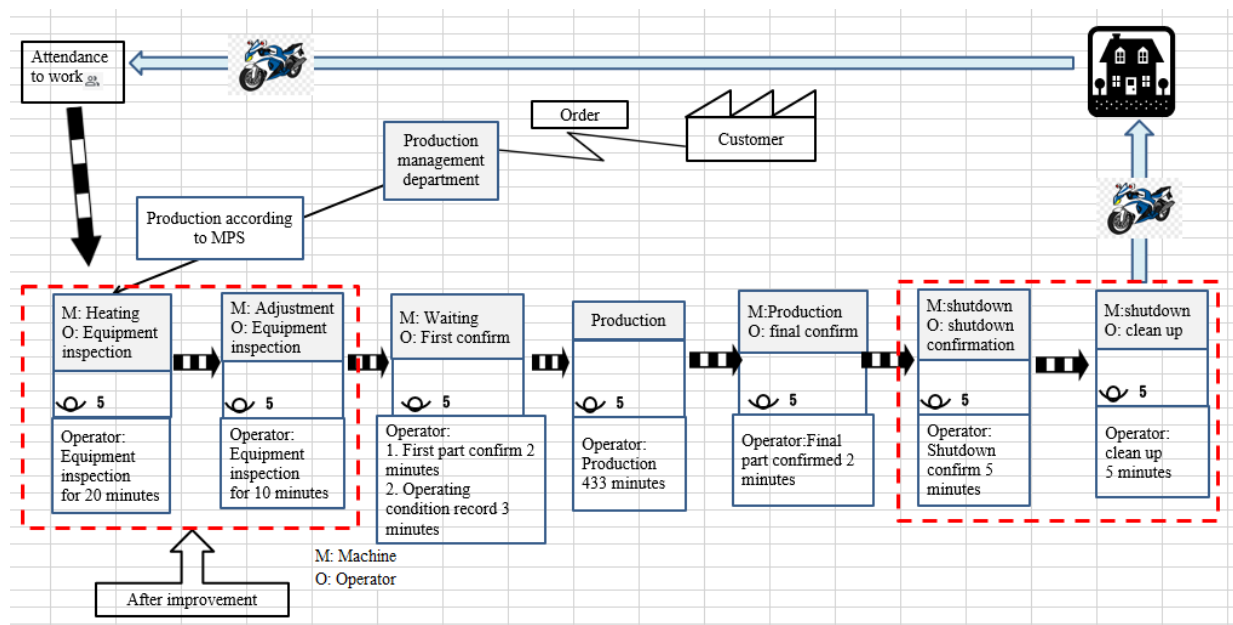 Attendance
to work
Order
Customer
Production
management
department
Production according
to MPS
M: Heating
O: Equipment
inspection
5
Operator:
Equipment
inspection
for 20 minutes
M: Adjustment
O: Equipment
inspection
5
Operator:
Equipment
inspection
for 10 minutes
M: Waiting
O: First confirm
5
Operator:
1. First part confirm 2
minutes
2. Operating
condition record 3
minutes
Production
5
Operator:
Production
433 minutes
M:Production
O: final confirm
5
Operator:Final
part confirmed 2
minutes
M:shutdown
O: shutdown
confirmation
5
Operator:
Shutdown
confirm 5
minutes
M:shutdown
O: clean up
5
Operator:
clean up
5 minutes
M: Machine
O: Operator
After improvement